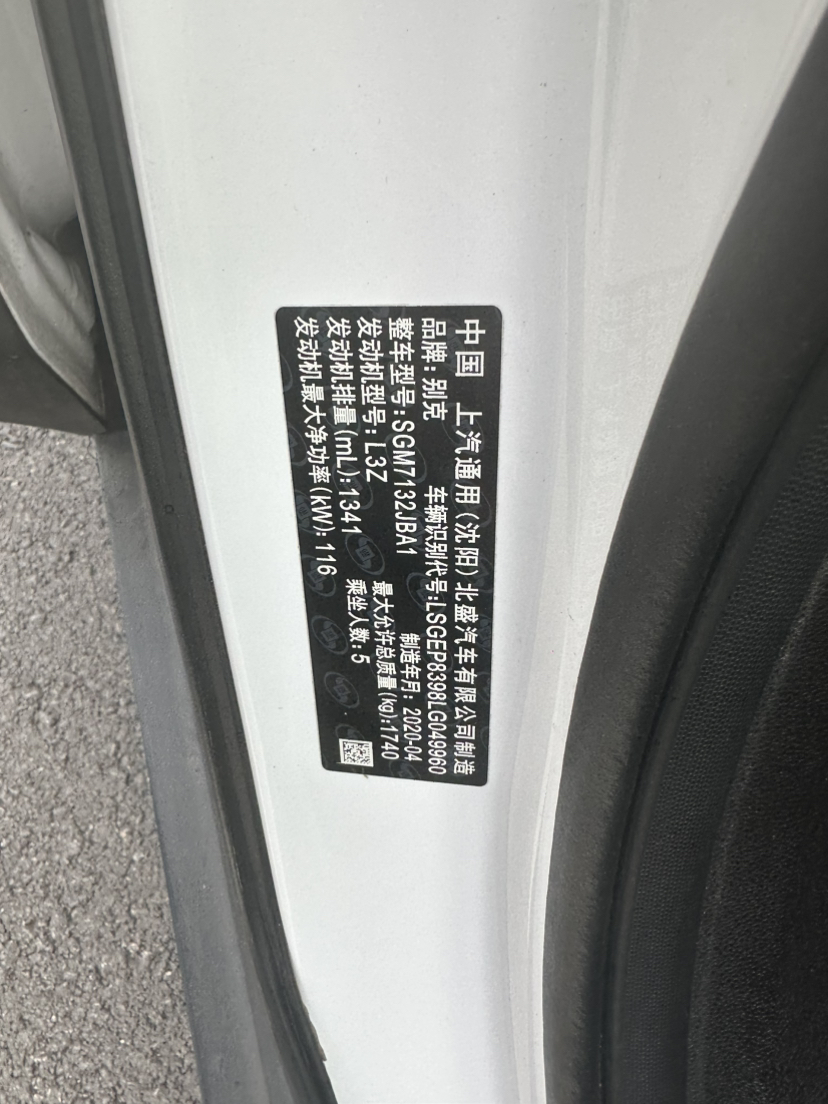 中国 上汽通用(沈阳)北盛汽车有限公司制造
品牌:别克 车辆识别代号:LSGEP8398LG049960
整车型号:SGM7132JBA1 制造年月:2020-04
发动机型号:L3Z 最大允许总质量(kg):1740
发动机排量(mL):1341 乘坐人数:5
发动机最大净功率(kW):116